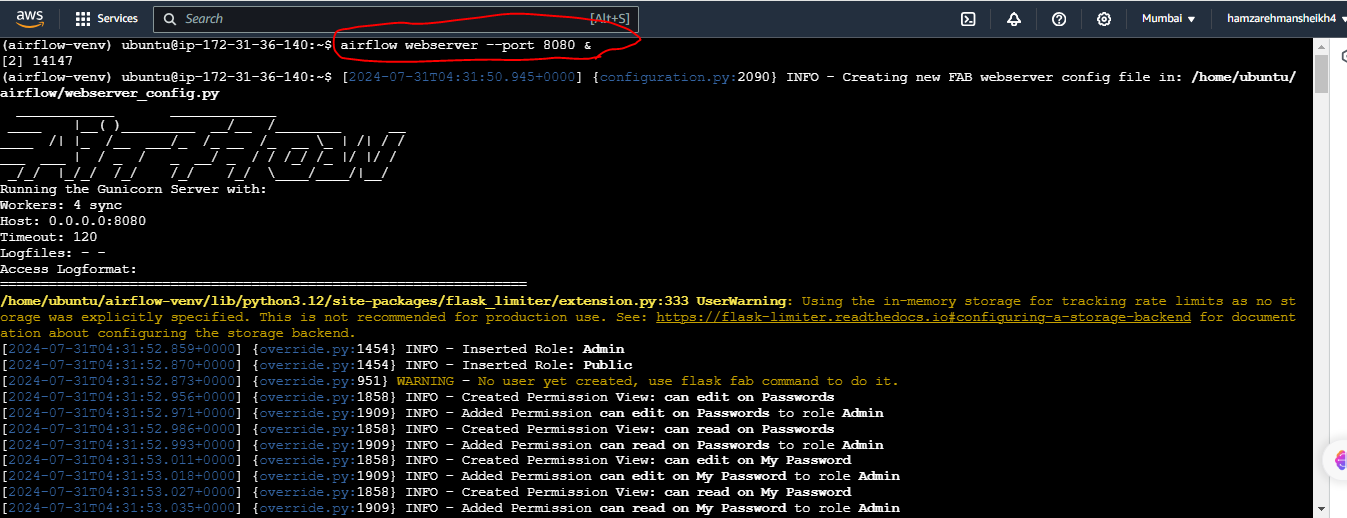 aws Services Search [Alt+S] Mumbai hamzarehmansheikh4
(airflow-venv) ubuntu@ip-172-31-36-140:~$ airflow webserver --port 8080 &
[2] 14147
(airflow-venv) ubuntu@ip-172-31-36-140:~$ [2024-07-31T04:31:50.945+0000] {configuration.py:2090} INFO - Creating new FAB webserver config file in: /home/ubuntu/
airflow/webserver_config.py
Airflow
Running the Gunicorn Server with:
Workers: 4 sync
Host: 0.0.0.0:8080
Timeout: 120
Logfiles: - -
Access Logformat:
=================================================================
/home/ubuntu/airflow-venv/lib/python3.12/site-packages/flask_limiter/extension.py:333 UserWarning: Using the in-memory storage for tracking rate limits as no st
orage was explicitly specified. This is not recommended for production use. See: https://flask-limiter.readthedocs.io#configuring-a-storage-backend for document
ation about configuring the storage backend.
[2024-07-31T04:31:52.859+0000] {override.py:1454} INFO - Inserted Role: Admin
[2024-07-31T04:31:52.870+0000] {override.py:1454} INFO - Inserted Role: Public
[2024-07-31T04:31:52.873+0000] {override.py:951} WARNING - No user yet created, use flask fab command to do it.
[2024-07-31T04:31:52.956+0000] {override.py:1858} INFO - Created Permission View: can edit on Passwords
[2024-07-31T04:31:52.971+0000] {override.py:1909} INFO - Added Permission can edit on Passwords to role Admin
[2024-07-31T04:31:52.986+0000] {override.py:1858} INFO - Created Permission View: can read on Passwords
[2024-07-31T04:31:52.993+0000] {override.py:1909} INFO - Added Permission can read on Passwords to role Admin
[2024-07-31T04:31:53.011+0000] {override.py:1858} INFO - Created Permission View: can edit on My Password
[2024-07-31T04:31:53.018+0000] {override.py:1909} INFO - Added Permission can edit on My Password to role Admin
[2024-07-31T04:31:53.027+0000] {override.py:1858} INFO - Created Permission View: can read on My Password
[2024-07-31T04:31:53.035+0000] {override.py:1909} INFO - Added Permission can read on My Password to role Admin